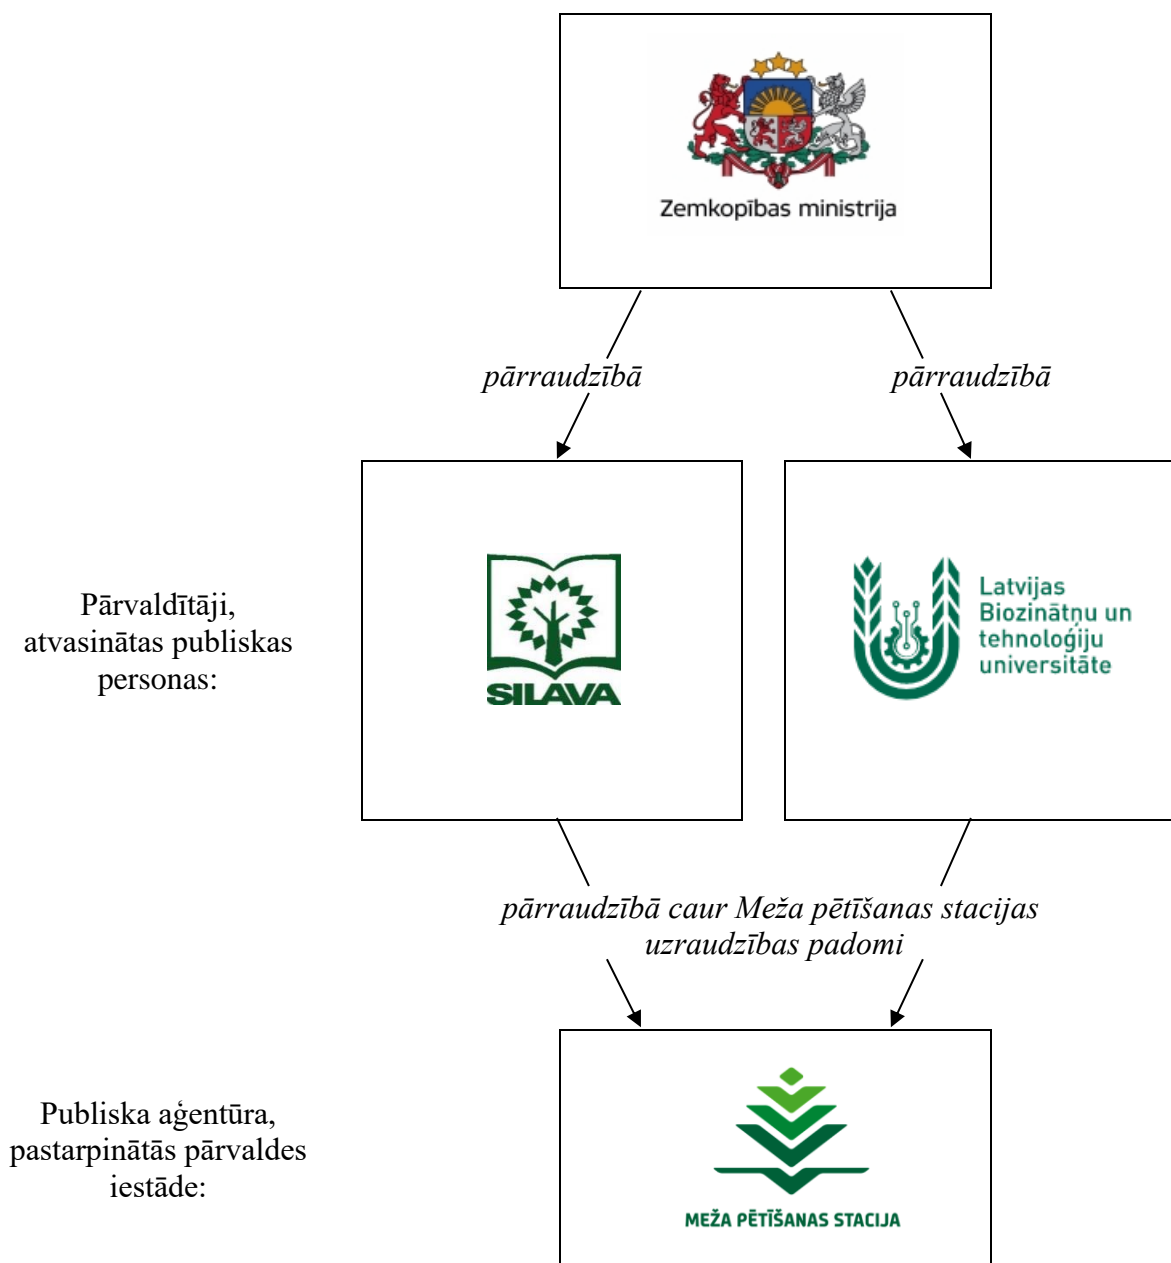 Zemkopības ministrija
pārraudzībā
pārraudzībā
Pārvaldītāji,
atvasinātas publiskas
personas:
SILAVA
Latvijas
Biozinātņu un
tehnoloģiju
universitāte
pārraudzībā caur Meža pētīšanas stacijas
uzraudzības padomi
Publiska aģentūra,
pastarpinātās pārvaldes
iestāde:
MEŽA PĒTĪŠANAS STACIJA